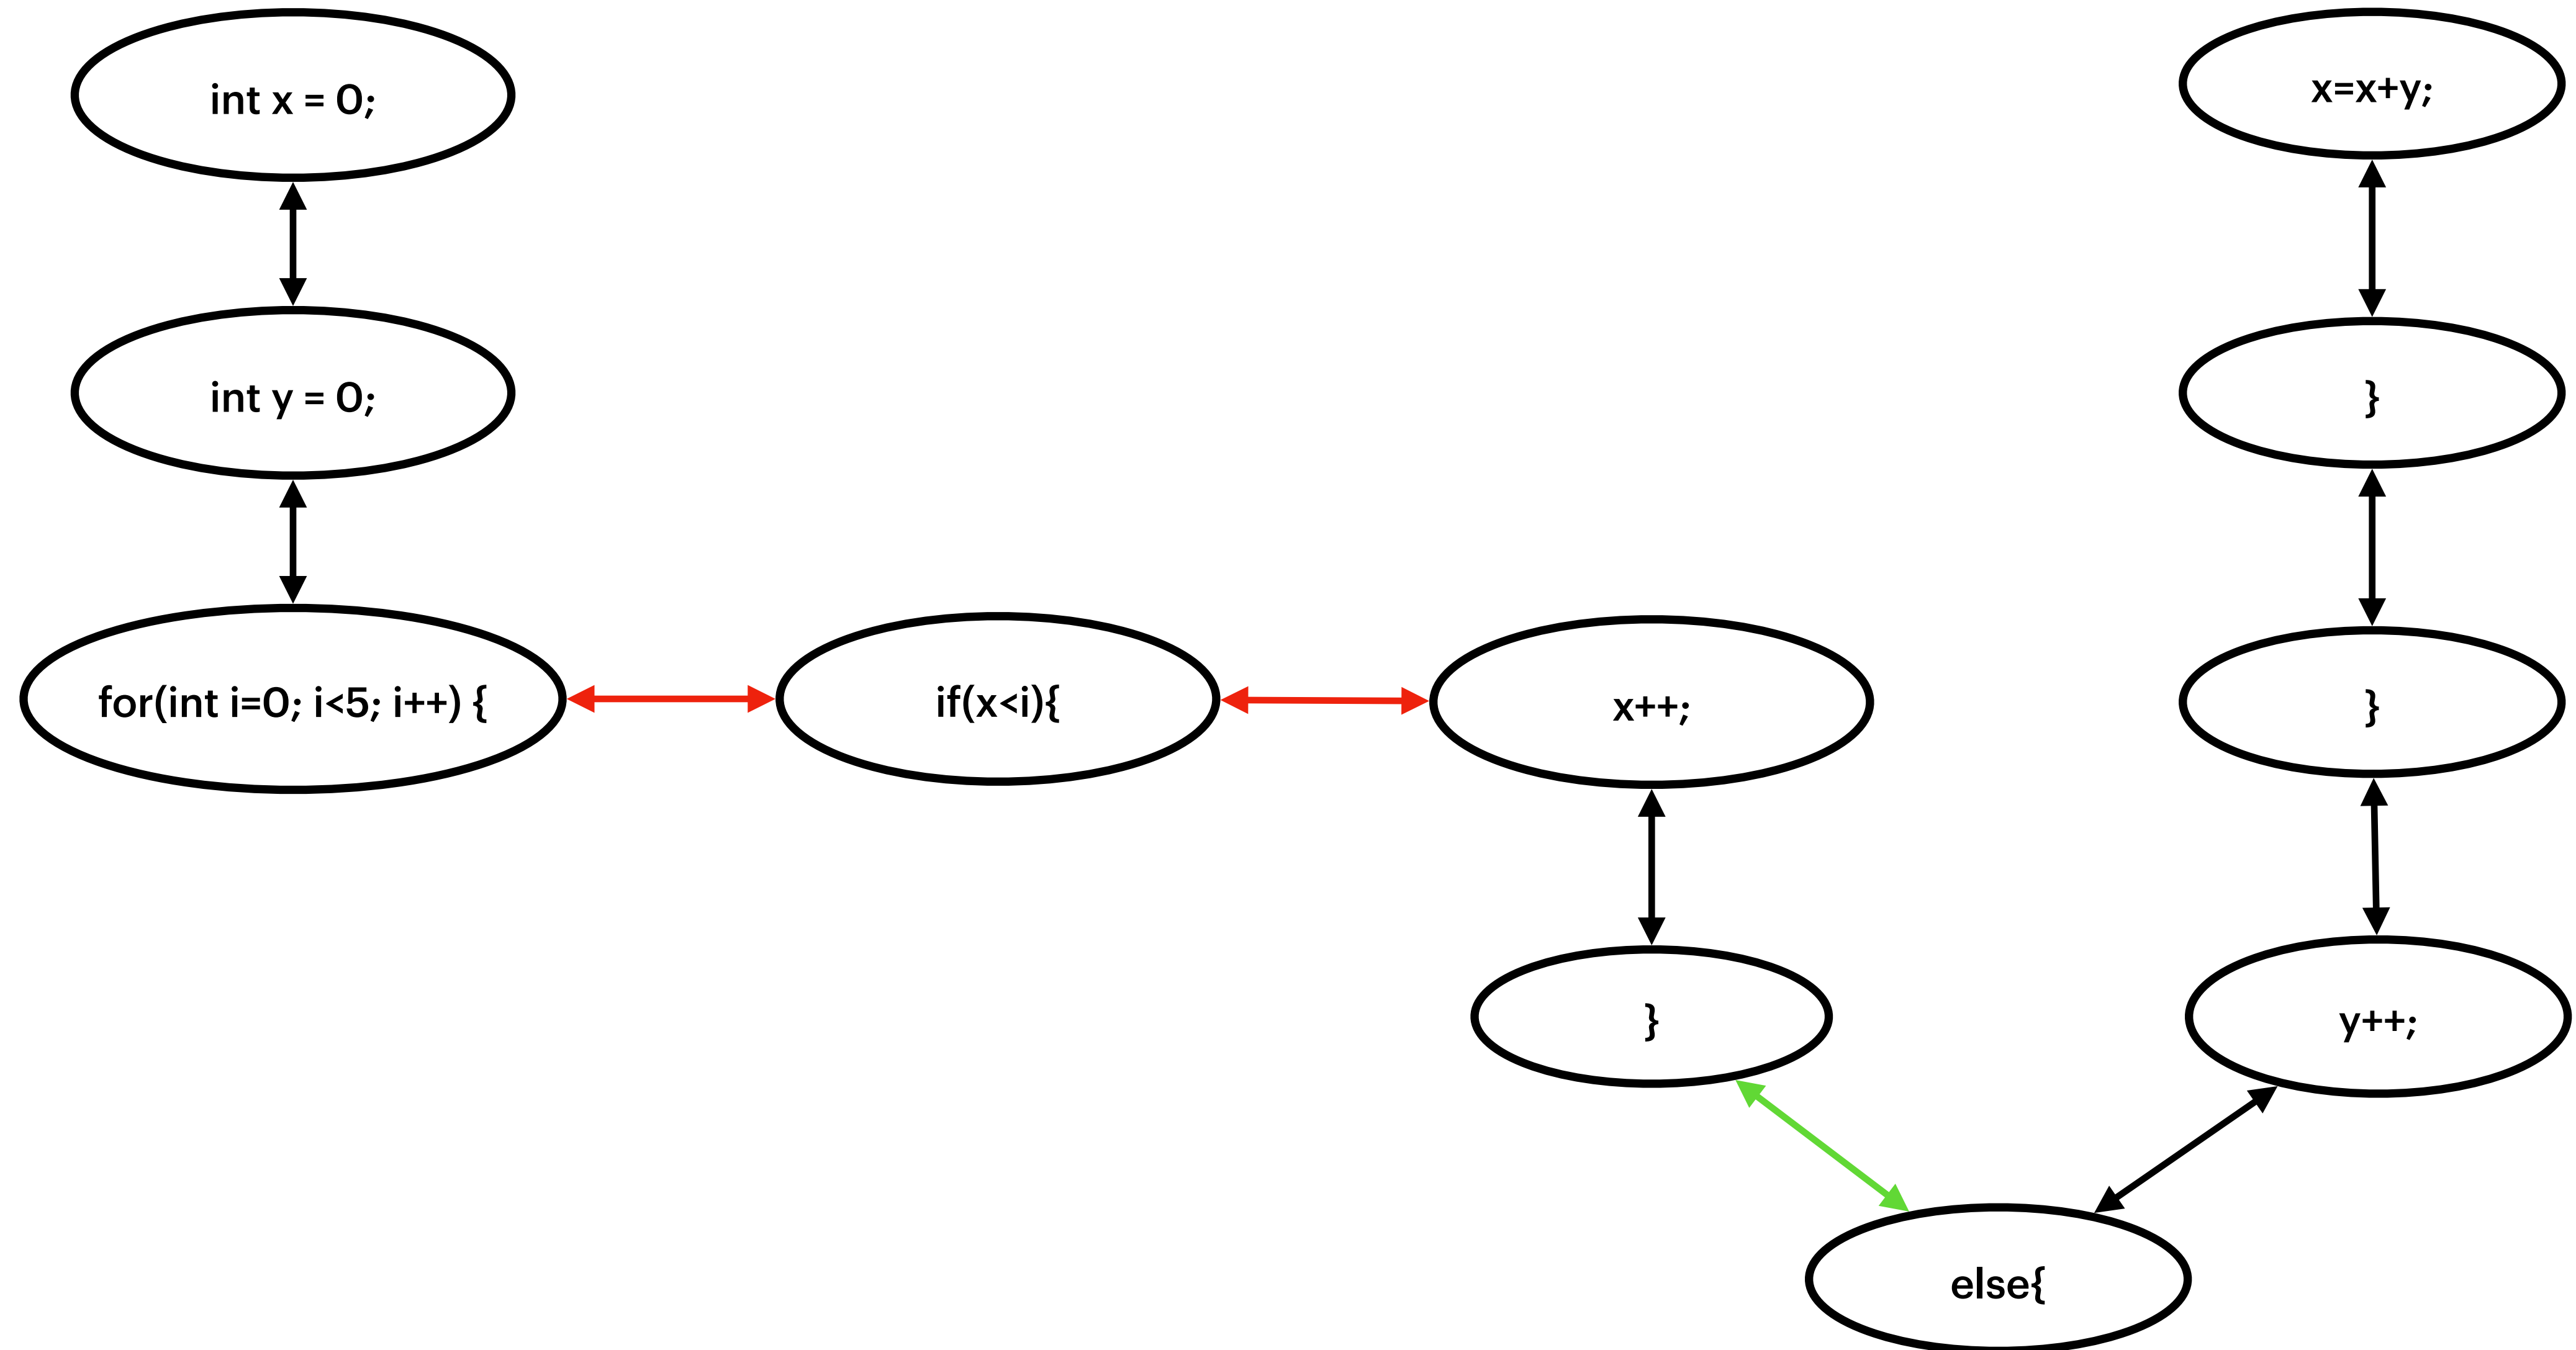 int x = 0;
int y = 0;
for(int i=0; i<5; i++) {
if(x<i){
x++;
}
else{
y++;
}
}
x=x+y;